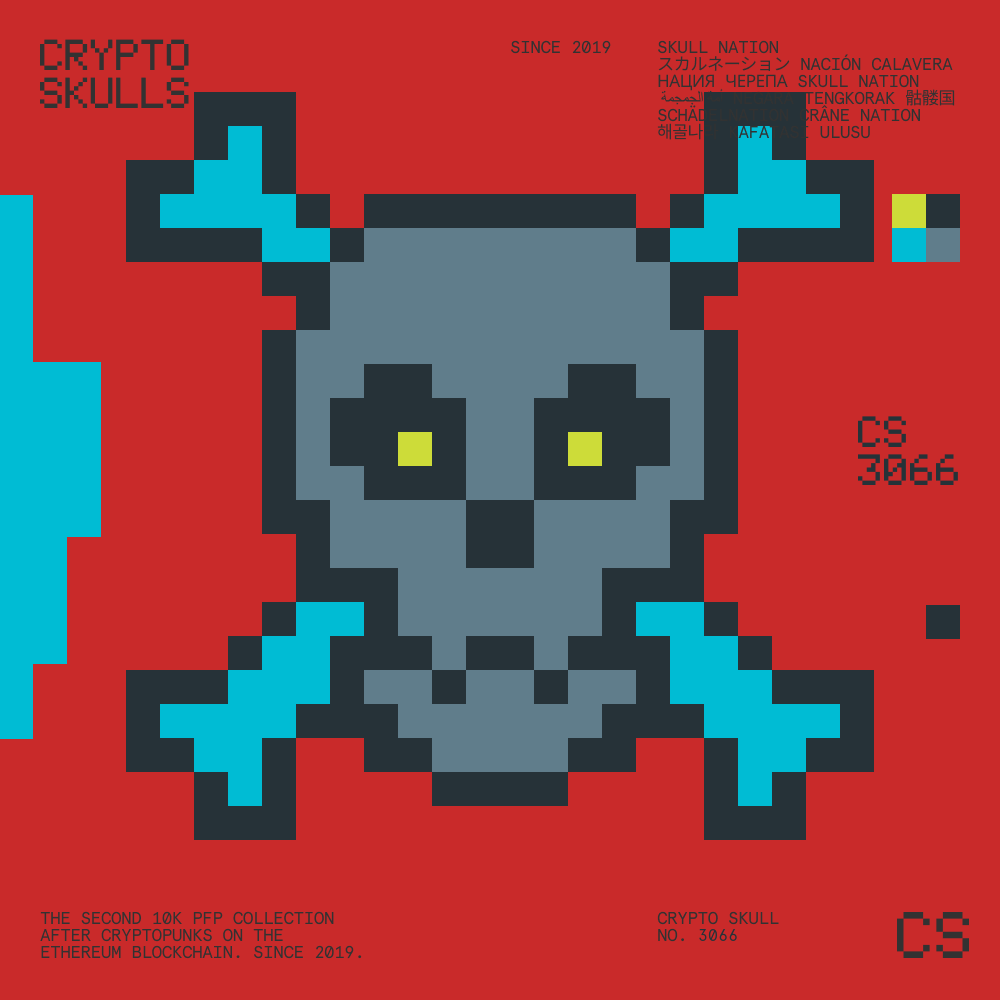 CRYPTO
SKULLS
SINCE 2019
SKULL NATION
スカルネーション NACIÓN CALAVERA
НАЦИЯ ЧЕРЕПА SKULL NATION
TENGKORAK 骷髅国
CRÂNE NATION
해골나 ULUSU
CS
3066
THE SECOND 10K PFP COLLECTION
AFTER CRYPTOPUNKS ON THE
ETHEREUM BLOCKCHAIN. SINCE 2019.
CRYPTO SKULL
NO. 3066
CS